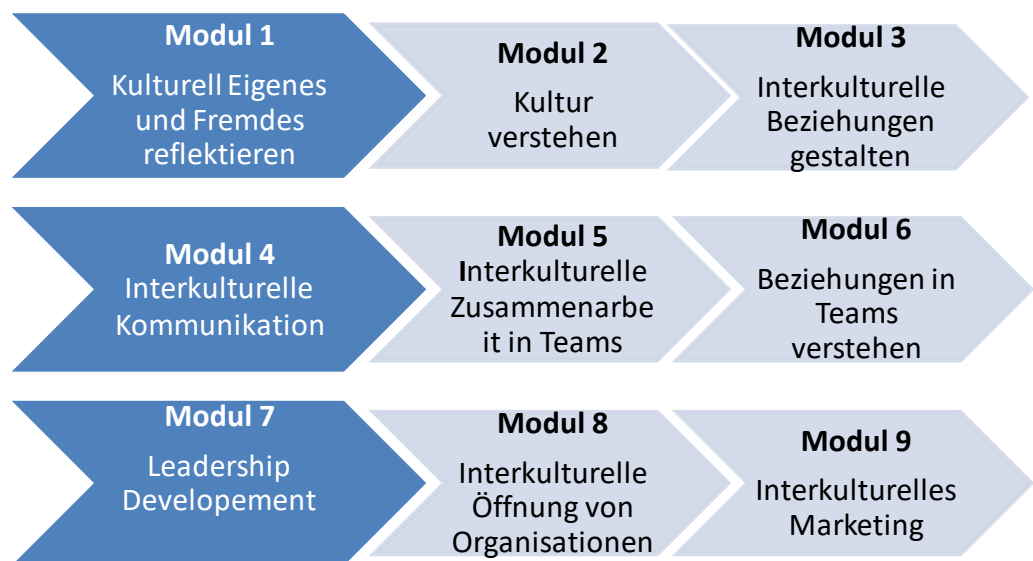 Modul 1
Kulturell Eigenes
und Fremdes
reflektieren
Modul 2
Kultur
verstehen
Modul 3
Interkulturelle
Beziehungen
gestalten
Modul 4
Interkulturelle
Kommunikation
Modul 5
Interkulturelle
Zusammenarbe
it in Teams
Modul 6
Beziehungen in
Teams
verstehen
Modul 7
Leadership
Developement
Modul 8
Interkulturelle
Öffnung von
Organisationen
Modul 9
Interkulturelles
Marketing